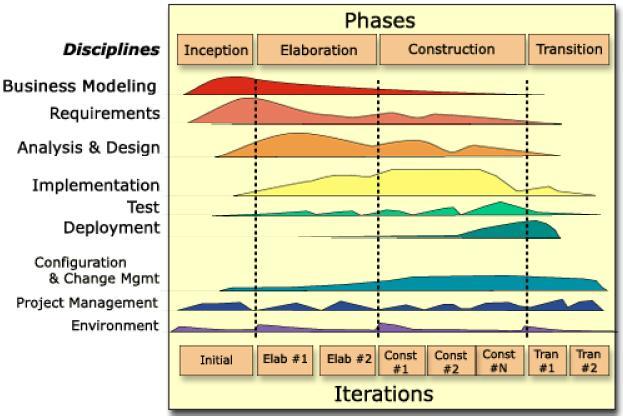 Phases
Disciplines
Inception Elaboration Construction Transition
Business Modeling
Requirements
Analysis & Design
Implementation
Test
Deployment
Configuration
& Change Mgmt
Project Management
Environment
Initial Elab #1 Elab #2 Const #1 Const #2 Const #N Tran #1 Tran #2
Iterations